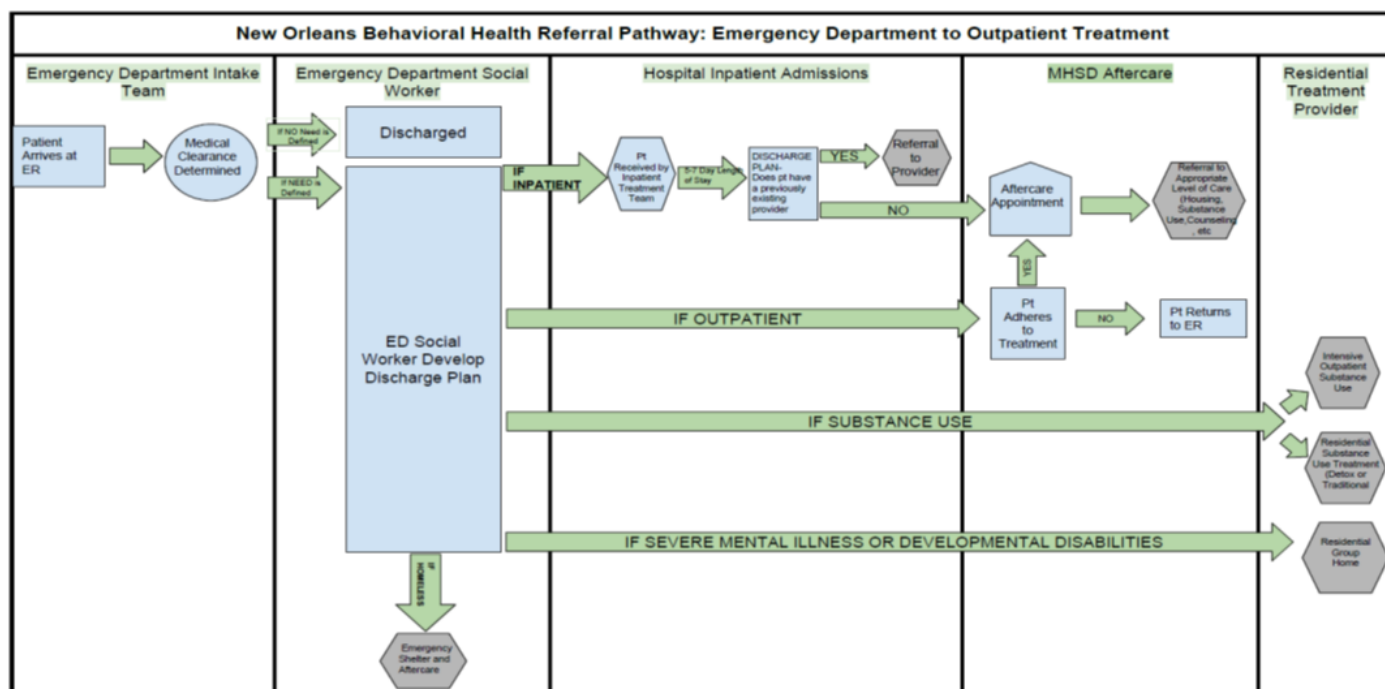 New Orleans Behavioral Health Referral Pathway: Emergency Department to Outpatient Treatment
Emergency Department Intake
Team
Emergency Department Social
Worker
Hospital Inpatient Admissions
MHSD Aftercare
Residential
Treatment
Provider
Patient
Arrives at
ER
Medical
Clearance
Determined
If NO Need is
Defined
Discharged
If NEED is
Defined
IF
INPATIENT
Pt
Received by
Inpatient
Treatment
Team
5-7 Day Length
of Stay
DISCHARGE
PLAN-
Does pt have
a previously
existing
provider
YES
Referral
to
Provider
NO
Aftercare
Appointment
Referral to
Appropriate
Level of Care
(Housing,
Substance
Use,Counseling
, etc
YES
ED Social
Worker Develop
Discharge Plan
IF OUTPATIENT
Pt
Adheres
to
Treatment
NO
Pt Returns
to ER
Intensive
Outpatient
Substance
Use
IF SUBSTANCE USE
Residential
Substance
Use Treatment
(Detox or
Traditional
IF SEVERE MENTAL ILLNESS OR DEVELOPMENTAL DISABILITIES
Residential
Group
Home
IF
HOMELESS
Emergency
Shelter and
Aftercare